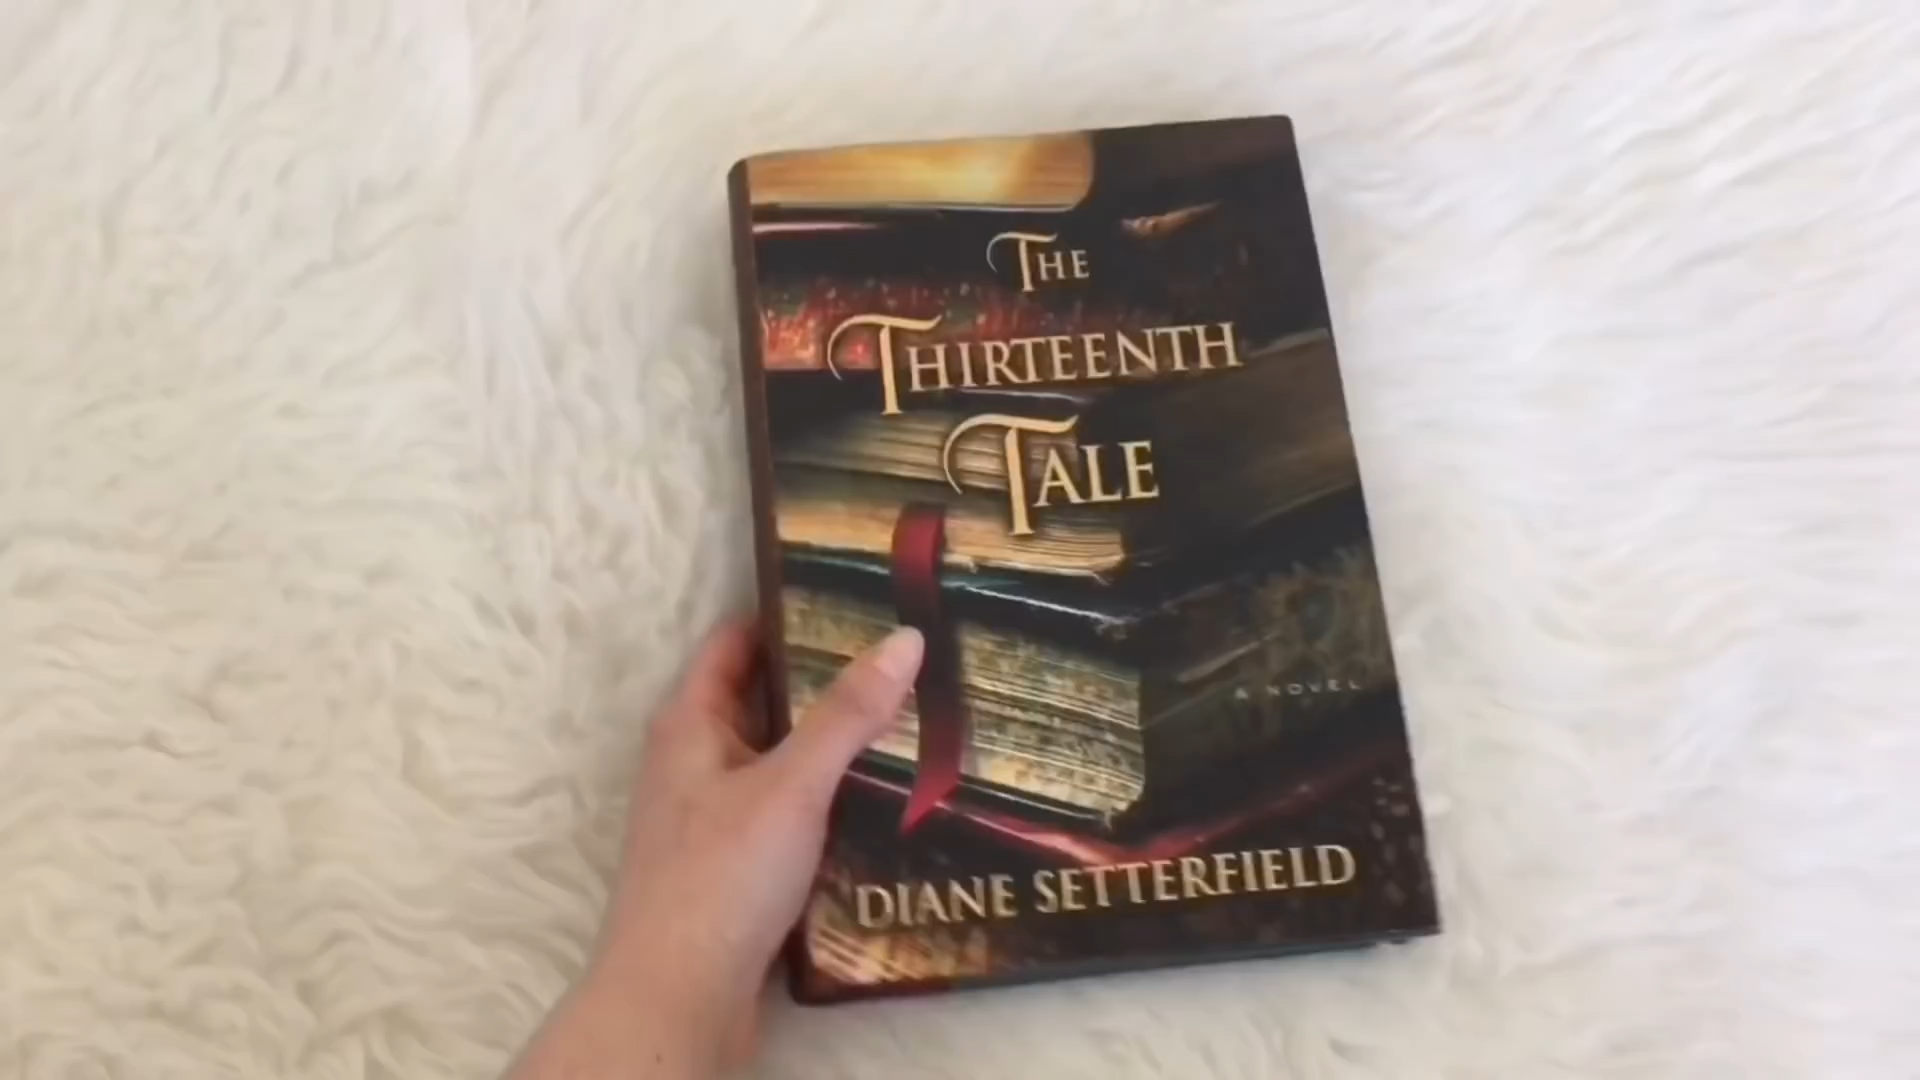 THE
THIRTEENTH
TALE
A NOVEL
DIANE SETTERFIELD